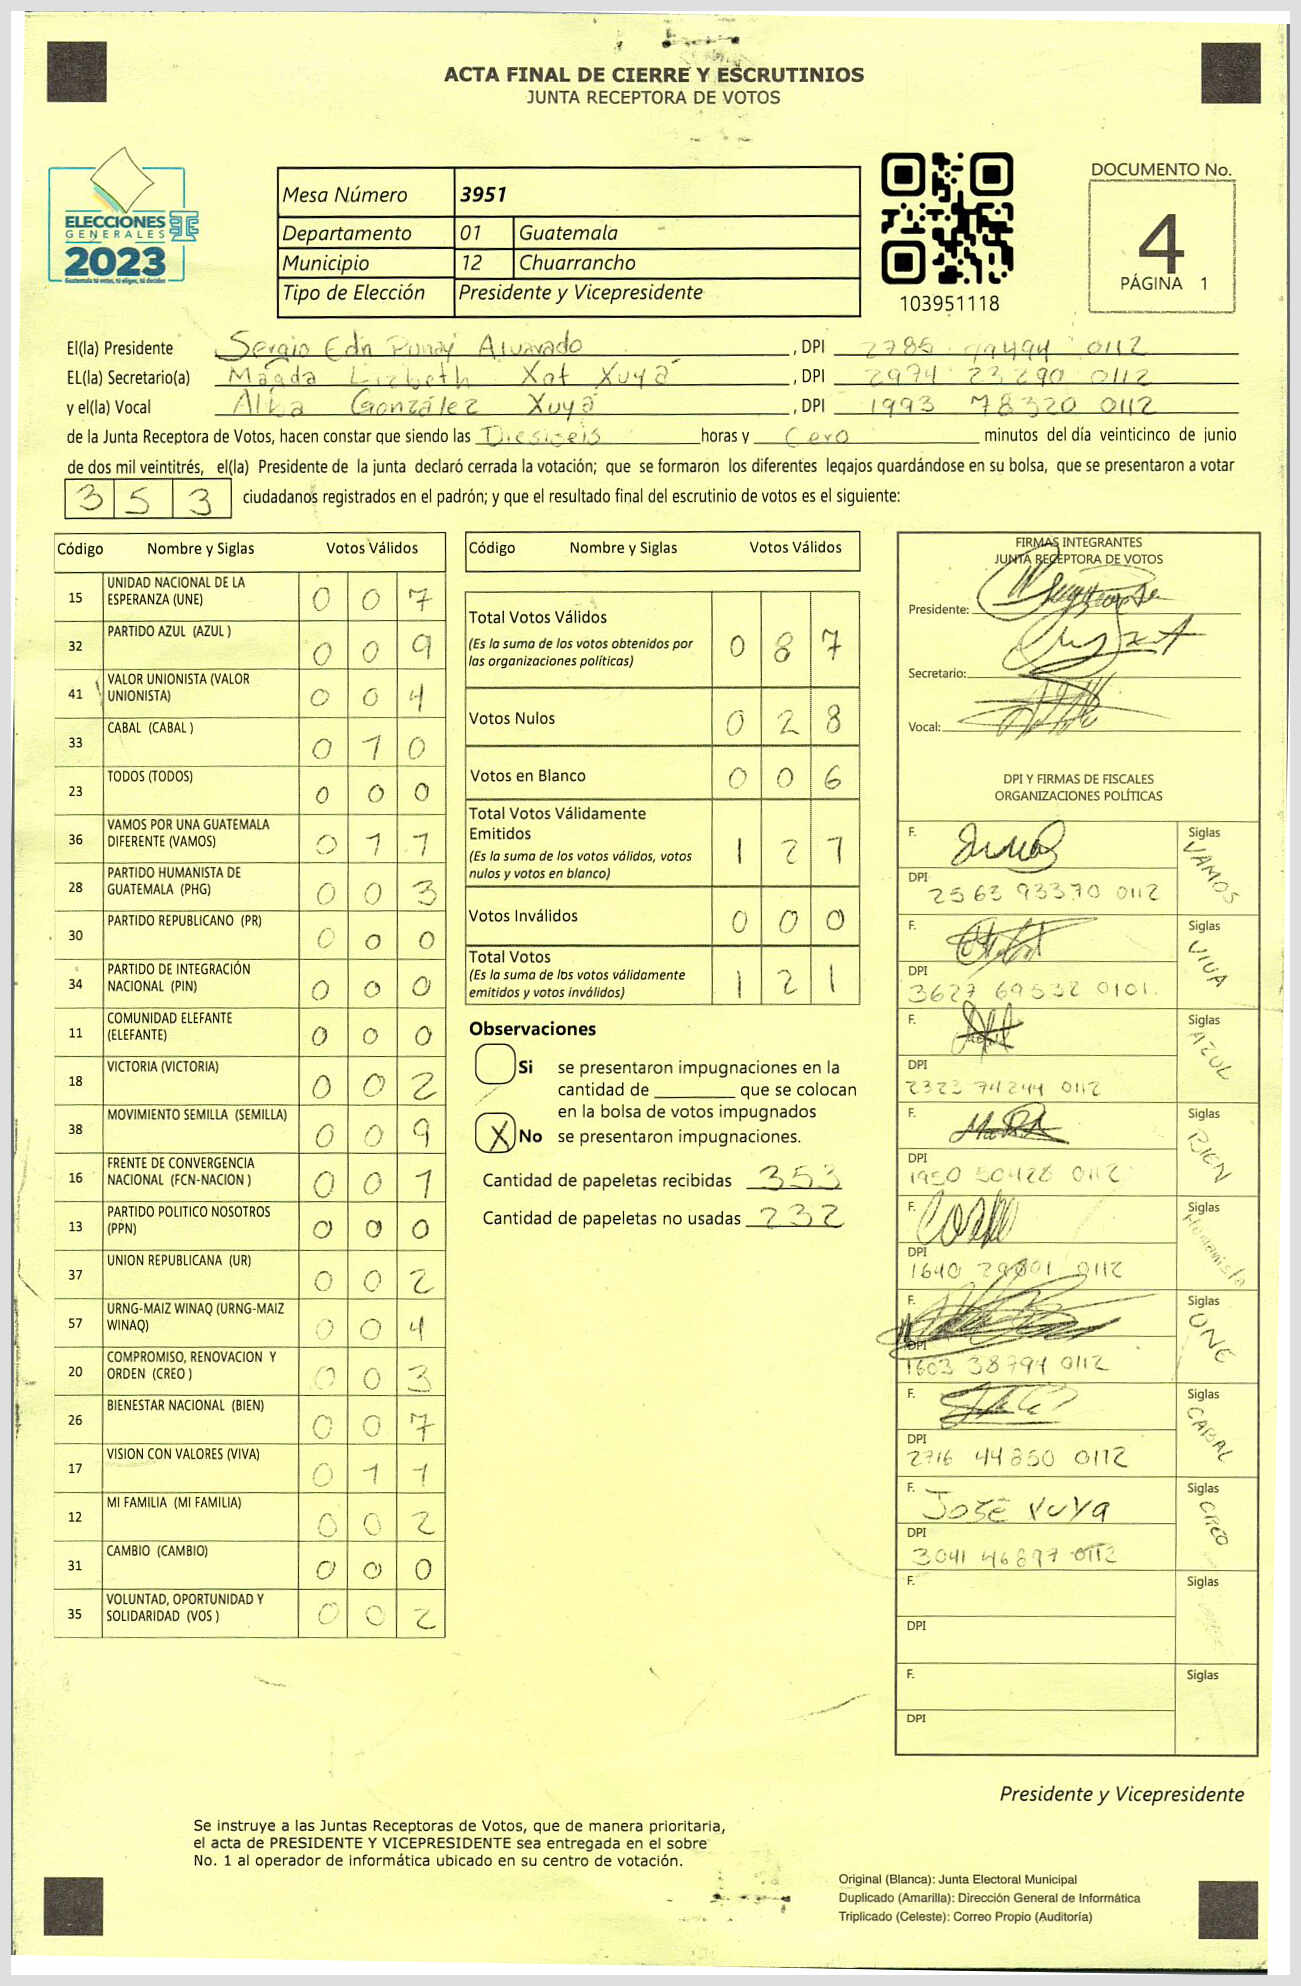 ACTA FINAL DE CIERRE Y ESCRUTINIOS
JUNTA RECEPTORA DE VOTOS
ELECCIONES
GENERALES
2023
Guatemala tú votas, tú eliges, tú decides
Mesa Número 3951
Departamento 01 Guatemala
Municipio 12 Chuarrancho
Tipo de Elección Presidente y Vicepresidente
103951118
DOCUMENTO No.
4
PÁGINA 1
El(la) Presidente Sergio Alvarado , DPI 0112
EL(la) Secretario(a) Magda Lizbeth Xot Xuyá , DPI 2974 23290 0112
y el(la) Vocal Alba González Xuyá , DPI 1993 78320 0112
de la Junta Receptora de Votos, hacen constar que siendo las Diesiseis horas y Cero minutos del día veinticinco de junio
de dos mil veintitrés, el(la) Presidente de la junta declaró cerrada la votación; que se formaron los diferentes legajos quardándose en su bolsa, que se presentaron a votar
353 ciudadanos registrados en el padrón; y que el resultado final del escrutinio de votos es el siguiente:
Código Nombre y Siglas Votos Válidos
15 UNIDAD NACIONAL DE LA ESPERANZA (UNE) 0 0 7
32 PARTIDO AZUL (AZUL ) 0 0 9
41 VALOR UNIONISTA (VALOR UNIONISTA) 0 0 4
33 CABAL (CABAL ) 0 1 0
23 TODOS (TODOS) 0 0 0
36 VAMOS POR UNA GUATEMALA DIFERENTE (VAMOS) 0 1 1
28 PARTIDO HUMANISTA DE GUATEMALA (PHG) 0 0 3
30 PARTIDO REPUBLICANO (PR) 0 0 0
34 PARTIDO DE INTEGRACIÓN NACIONAL (PIN) 0 0 0
11 COMUNIDAD ELEFANTE (ELEFANTE) 0 0 0
18 VICTORIA (VICTORIA) 0 0 2
38 MOVIMIENTO SEMILLA (SEMILLA) 0 0 9
16 FRENTE DE CONVERGENCIA NACIONAL (FCN-NACION ) 0 0 1
13 PARTIDO POLITICO NOSOTROS (PPN) 0 0 0
37 UNION REPUBLICANA (UR) 0 0 2
57 URNG-MAIZ WINAQ (URNG-MAIZ WINAQ) 0 0 4
20 COMPROMISO, RENOVACION Y ORDEN (CREO ) 0 0 3
26 BIENESTAR NACIONAL (BIEN) 0 0 7
17 VISION CON VALORES (VIVA) 0 1 1
12 MI FAMILIA (MI FAMILIA) 0 0 2
31 CAMBIO (CAMBIO) 0 0 0
35 VOLUNTAD, OPORTUNIDAD Y SOLIDARIDAD (VOS ) 0 0 2
Código Nombre y Siglas Votos Válidos
Total Votos Válidos 0 8 7
(Es la suma de los votos obtenidos por
las organizaciones políticas)
Votos Nulos 0 2 8
Votos en Blanco 0 0 6
Total Votos Válidamente
Emitidos 1 2 1
(Es la suma de los votos válidos, votos
nulos y votos en blanco)
Votos Inválidos 0 0 0
Total Votos 1 2 1
(Es la suma de los votos válidamente
emitidos y votos inválidos)
Observaciones
Si se presentaron impugnaciones en la
cantidad de ________ que se colocan
en la bolsa de votos impugnados
X No se presentaron impugnaciones.
Cantidad de papeletas recibidas 353
Cantidad de papeletas no usadas 232
FIRMAS INTEGRANTES
JUNTA RECEPTORA DE VOTOS
Presidente:
Secretario:
Vocal:
DPI Y FIRMAS DE FISCALES
ORGANIZACIONES POLÍTICAS
F. Siglas VAMOS
DPI 2563 93370 0112
F. Siglas VIVA
DPI 3627 69532 0101
F. Siglas AZUL
DPI 2323 74244 0112
F. Siglas BIEN
DPI 1950 50428 0112
F. Siglas Humanista
DPI 1640 0112
F. Siglas UNE
DPI 1603 38794 0112
F. Siglas CABAL
DPI 2716 44850 0112
F. JOSÉ XUYA Siglas CREO
DPI 3041 46897 0112
F. Siglas
DPI
F. Siglas
DPI
Presidente y Vicepresidente
Se instruye a las Juntas Receptoras de Votos, que de manera prioritaria,
el acta de PRESIDENTE Y VICEPRESIDENTE sea entregada en el sobre
No. 1 al operador de informática ubicado en su centro de votación.
Original (Blanca): Junta Electoral Municipal
Duplicado (Amarilla): Dirección General de Informática
Triplicado (Celeste): Correo Propio (Auditoría)